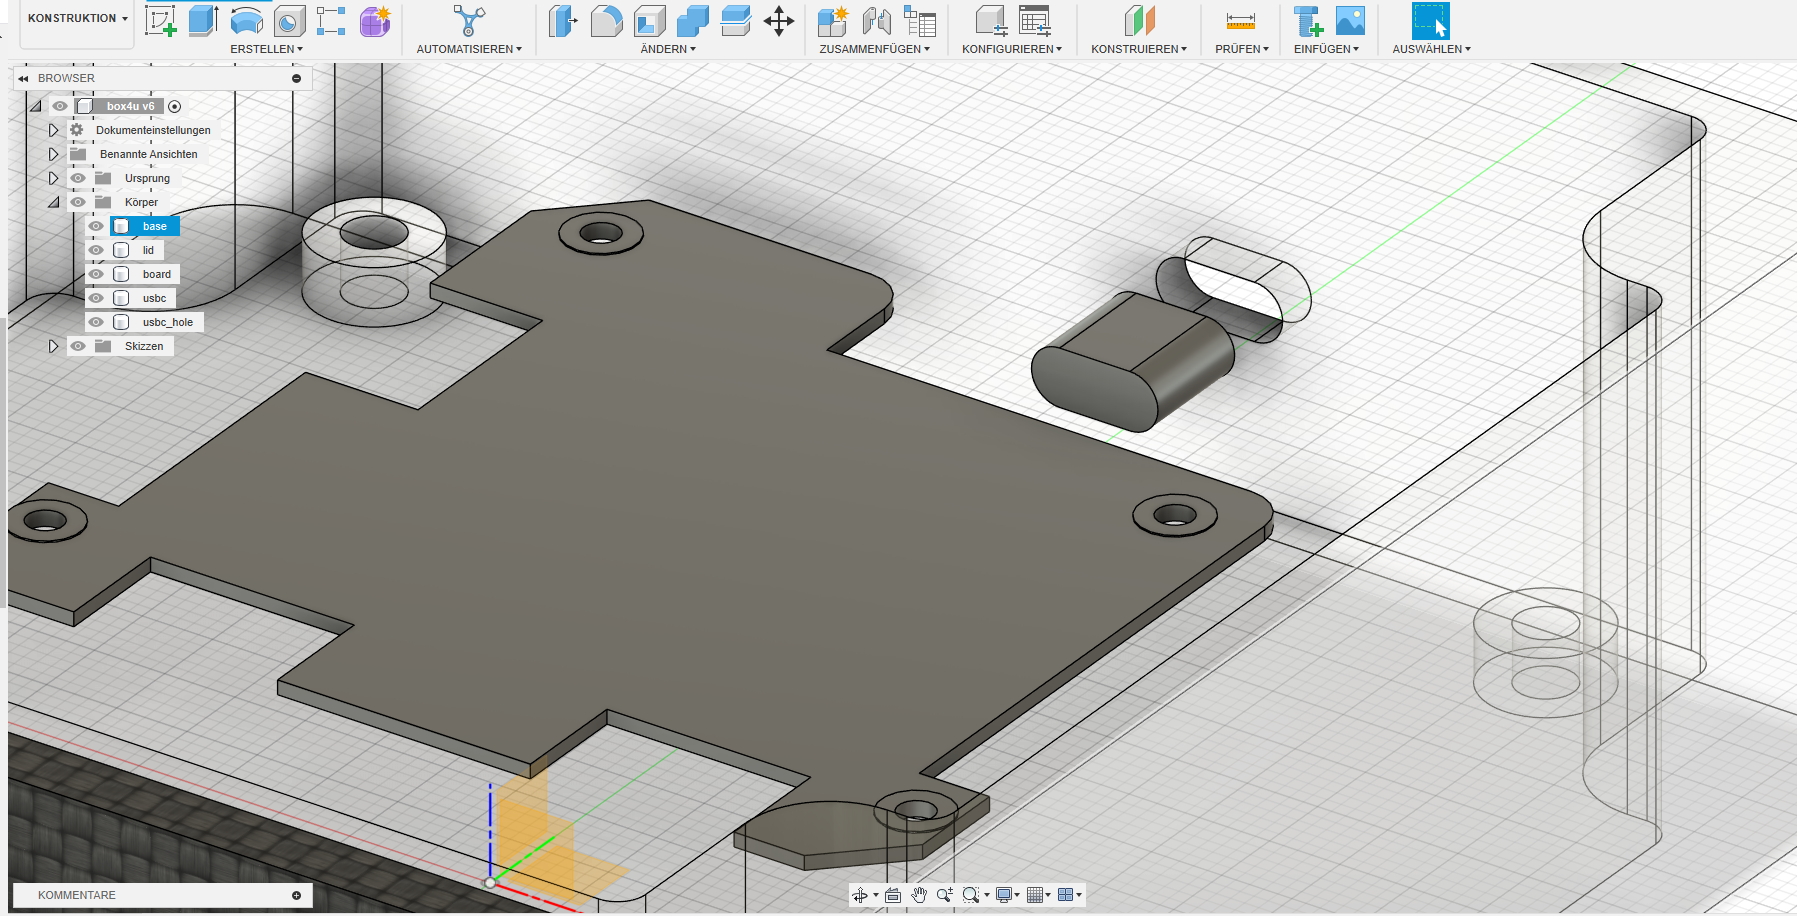 KONSTRUKTION
ERSTELLEN
AUTOMATISIEREN
ÄNDERN
ZUSAMMENFÜGEN
KONFIGURIEREN
KONSTRUIEREN
PRÜFEN
EINFÜGEN
AUSWÄHLEN
BROWSER
box4u v6
Dokumenteinstellungen
Benannte Ansichten
Ursprung
Körper
base
lid
board
usbc
usbc_hole
Skizzen
KOMMENTARE